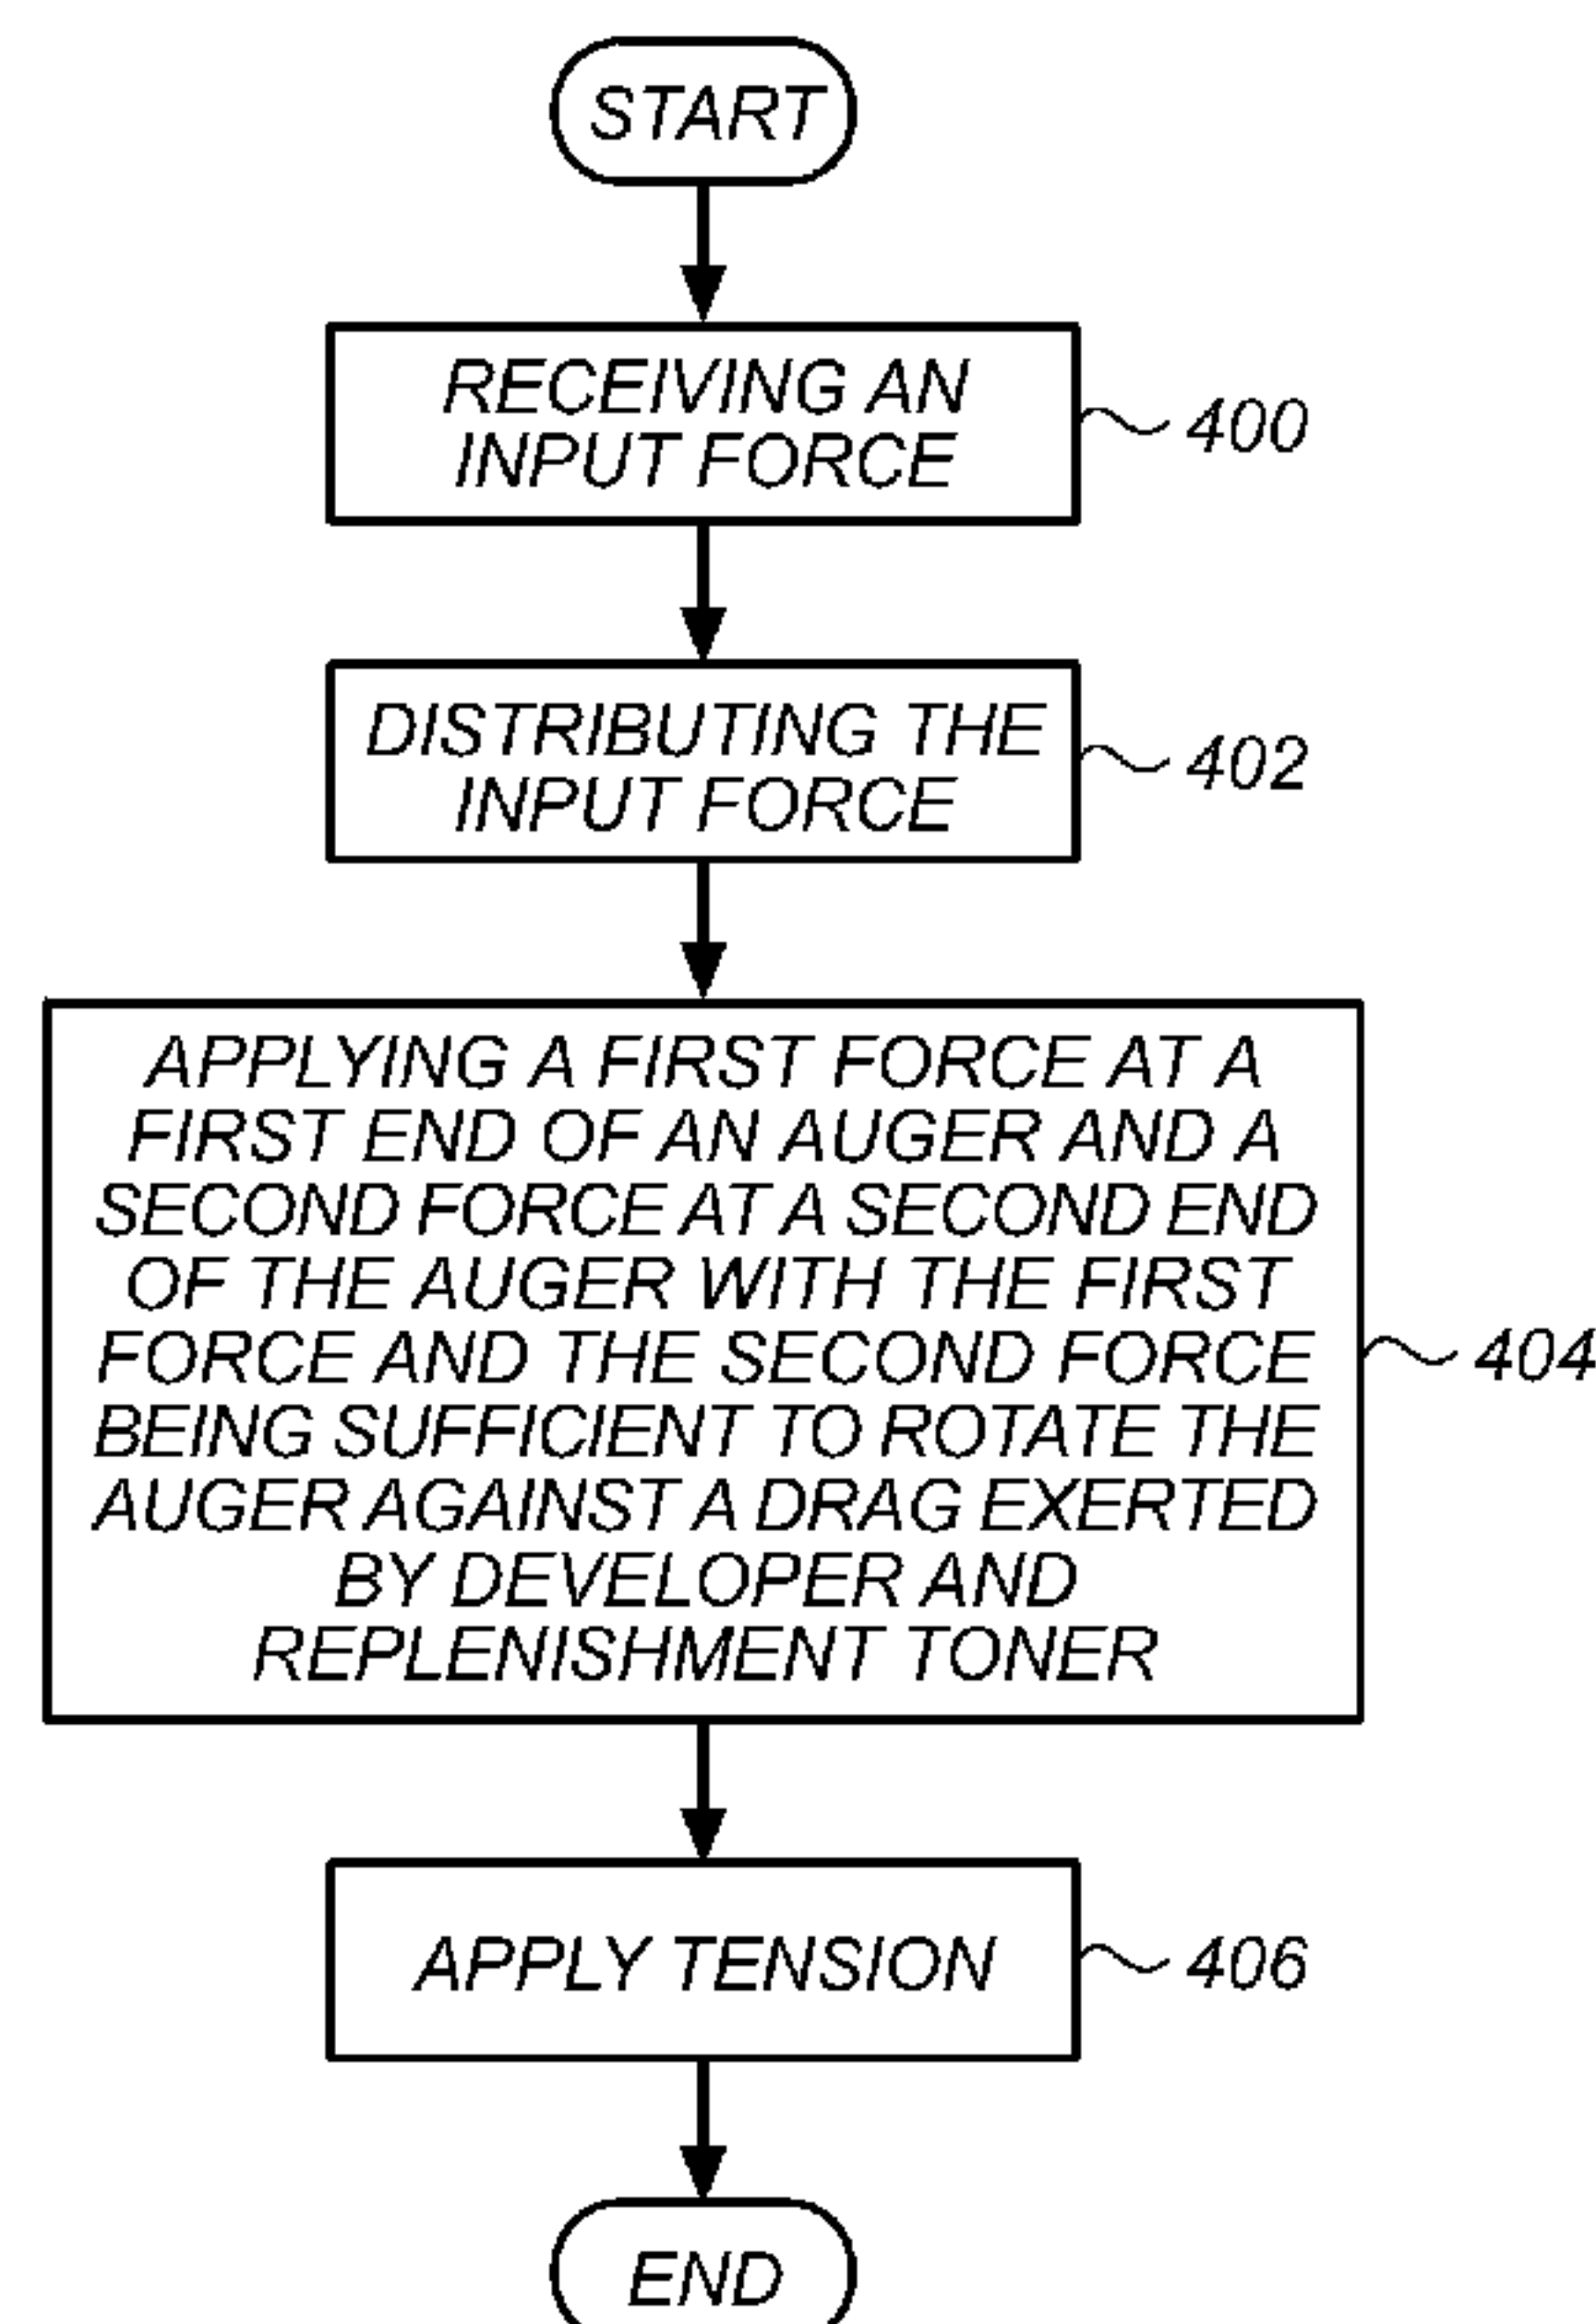 START
RECEIVING AN
INPUT FORCE
400
DISTRIBUTING THE
INPUT FORCE
402
APPLYING A FIRST FORCE AT A
FIRST END OF AN AUGER AND A
SECOND FORCE AT A SECOND END
OF THE AUGER WITH THE FIRST
FORCE AND THE SECOND FORCE
BEING SUFFICIENT TO ROTATE THE
AUGER AGAINST A DRAG EXERTED
BY DEVELOPER AND
REPLENISHMENT TONER
404
APPLY TENSION
406
END